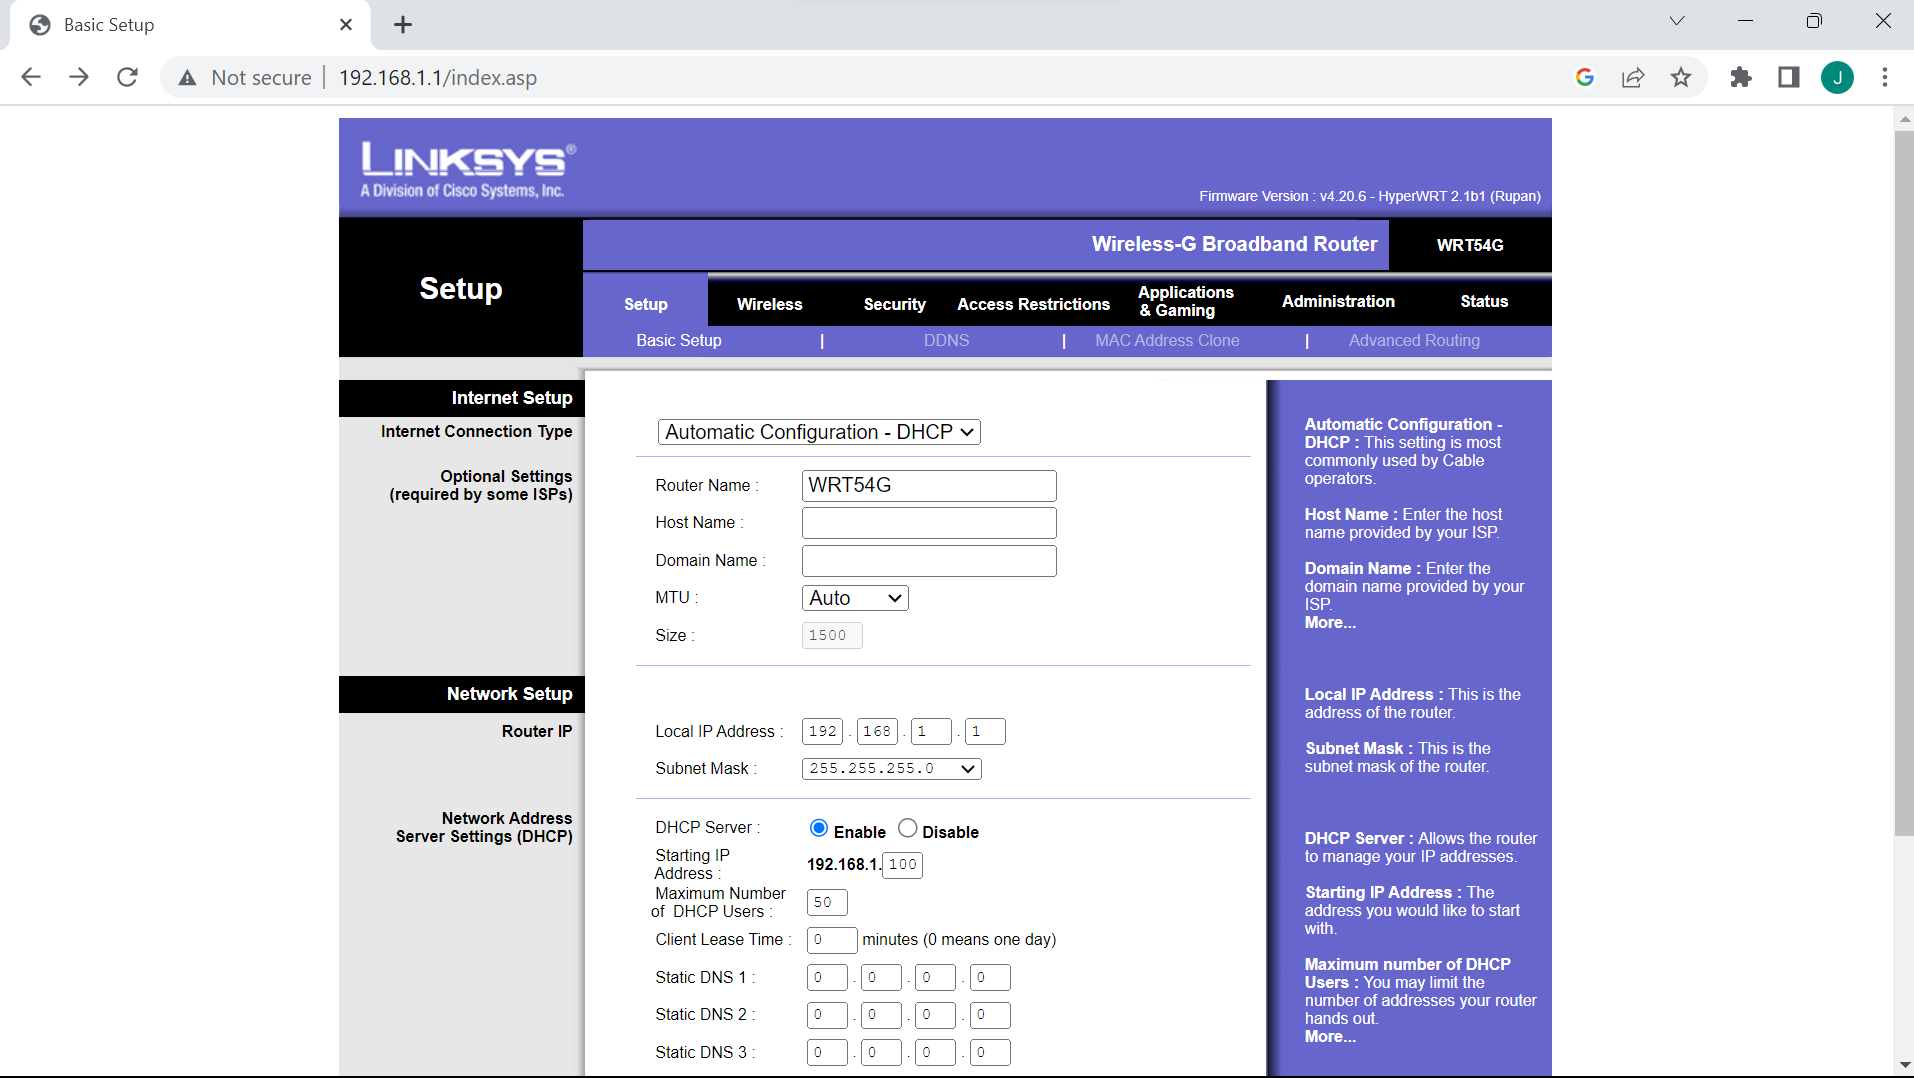 Basic Setup
Not secure | 192.168.1.1/index.asp
J
LINKSYS®
A Division of Cisco Systems, Inc.
Firmware Version : v4.20.6 - HyperWRT 2.1b1 (Rupan)
Wireless-G Broadband Router WRT54G
Setup
Setup Wireless Security Access Restrictions Applications & Gaming Administration Status
Basic Setup | DDNS | MAC Address Clone | Advanced Routing
Internet Setup
Internet Connection Type
Automatic Configuration - DHCP
Optional Settings
(required by some ISPs)
Router Name : WRT54G
Host Name :
Domain Name :
MTU : Auto
Size : 1500
Network Setup
Router IP
Local IP Address : 192 . 168 . 1 . 1
Subnet Mask : 255.255.255.0
Network Address
Server Settings (DHCP)
DHCP Server : Enable Disable
Starting IP
Address :
192.168.1. 100
Maximum Number
of DHCP Users :
50
Client Lease Time : 0 minutes (0 means one day)
Static DNS 1 : 0 . 0 . 0 . 0
Static DNS 2 : 0 . 0 . 0 . 0
Static DNS 3 : 0 . 0 . 0 . 0
Automatic Configuration -
DHCP : This setting is most
commonly used by Cable
operators.
Host Name : Enter the host
name provided by your ISP.
Domain Name : Enter the
domain name provided by your
ISP.
More...
Local IP Address : This is the
address of the router.
Subnet Mask : This is the
subnet mask of the router.
DHCP Server : Allows the router
to manage your IP addresses.
Starting IP Address : The
address you would like to start
with.
Maximum number of DHCP
Users : You may limit the
number of addresses your router
hands out.
More...